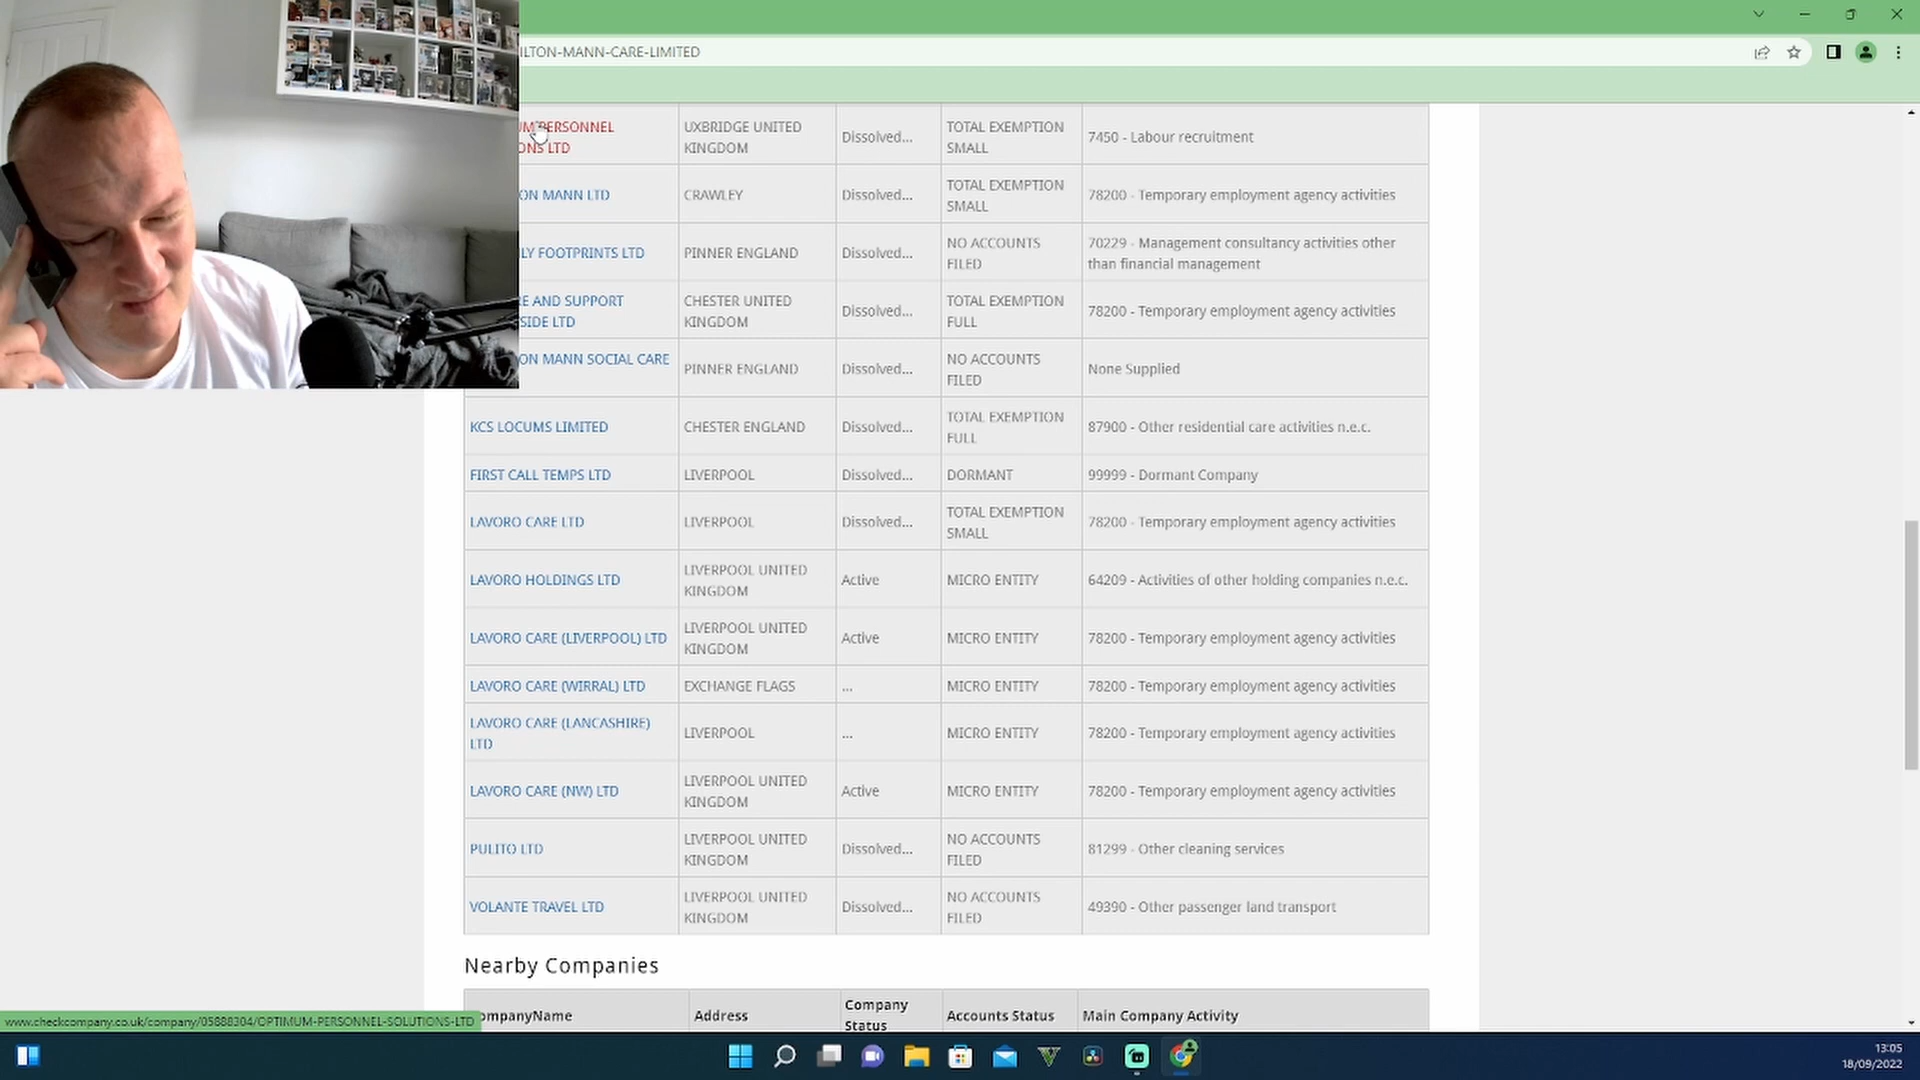 ILTON-MANN-CARE-LIMITED
UM PERSONNEL
ONS LTD
UXBRIDGE UNITED
KINGDOM
Dissolved...
TOTAL EXEMPTION
SMALL
7450 - Labour recruitment
ON MANN LTD
CRAWLEY
Dissolved...
TOTAL EXEMPTION
SMALL
78200 - Temporary employment agency activities
LY FOOTPRINTS LTD
PINNER ENGLAND
Dissolved...
NO ACCOUNTS
FILED
70229 - Management consultancy activities other
than financial management
RE AND SUPPORT
SIDE LTD
CHESTER UNITED
KINGDOM
Dissolved...
TOTAL EXEMPTION
FULL
78200 - Temporary employment agency activities
ON MANN SOCIAL CARE
PINNER ENGLAND
Dissolved...
NO ACCOUNTS
FILED
None Supplied
KCS LOCUMS LIMITED
CHESTER ENGLAND
Dissolved...
TOTAL EXEMPTION
FULL
87900 - Other residential care activities n.e.c.
FIRST CALL TEMPS LTD
LIVERPOOL
Dissolved...
DORMANT
99999 - Dormant Company
LAVORO CARE LTD
LIVERPOOL
Dissolved...
TOTAL EXEMPTION
SMALL
78200 - Temporary employment agency activities
LAVORO HOLDINGS LTD
LIVERPOOL UNITED
KINGDOM
Active
MICRO ENTITY
64209 - Activities of other holding companies n.e.c.
LAVORO CARE (LIVERPOOL) LTD
LIVERPOOL UNITED
KINGDOM
Active
MICRO ENTITY
78200 - Temporary employment agency activities
LAVORO CARE (WIRRAL) LTD
EXCHANGE FLAGS
...
MICRO ENTITY
78200 - Temporary employment agency activities
LAVORO CARE (LANCASHIRE)
LTD
LIVERPOOL
...
MICRO ENTITY
78200 - Temporary employment agency activities
LAVORO CARE (NW) LTD
LIVERPOOL UNITED
KINGDOM
Active
MICRO ENTITY
78200 - Temporary employment agency activities
PULITO LTD
LIVERPOOL UNITED
KINGDOM
Dissolved...
NO ACCOUNTS
FILED
81299 - Other cleaning services
VOLANTE TRAVEL LTD
LIVERPOOL UNITED
KINGDOM
Dissolved...
NO ACCOUNTS
FILED
49390 - Other passenger land transport
Nearby Companies
ompanyName
Address
Company
Status
Accounts Status
Main Company Activity
www.checkcompany.co.uk/company/05888304/OPTIMUM-PERSONNEL-SOLUTIONS-LTD
13:05
18/09/2022